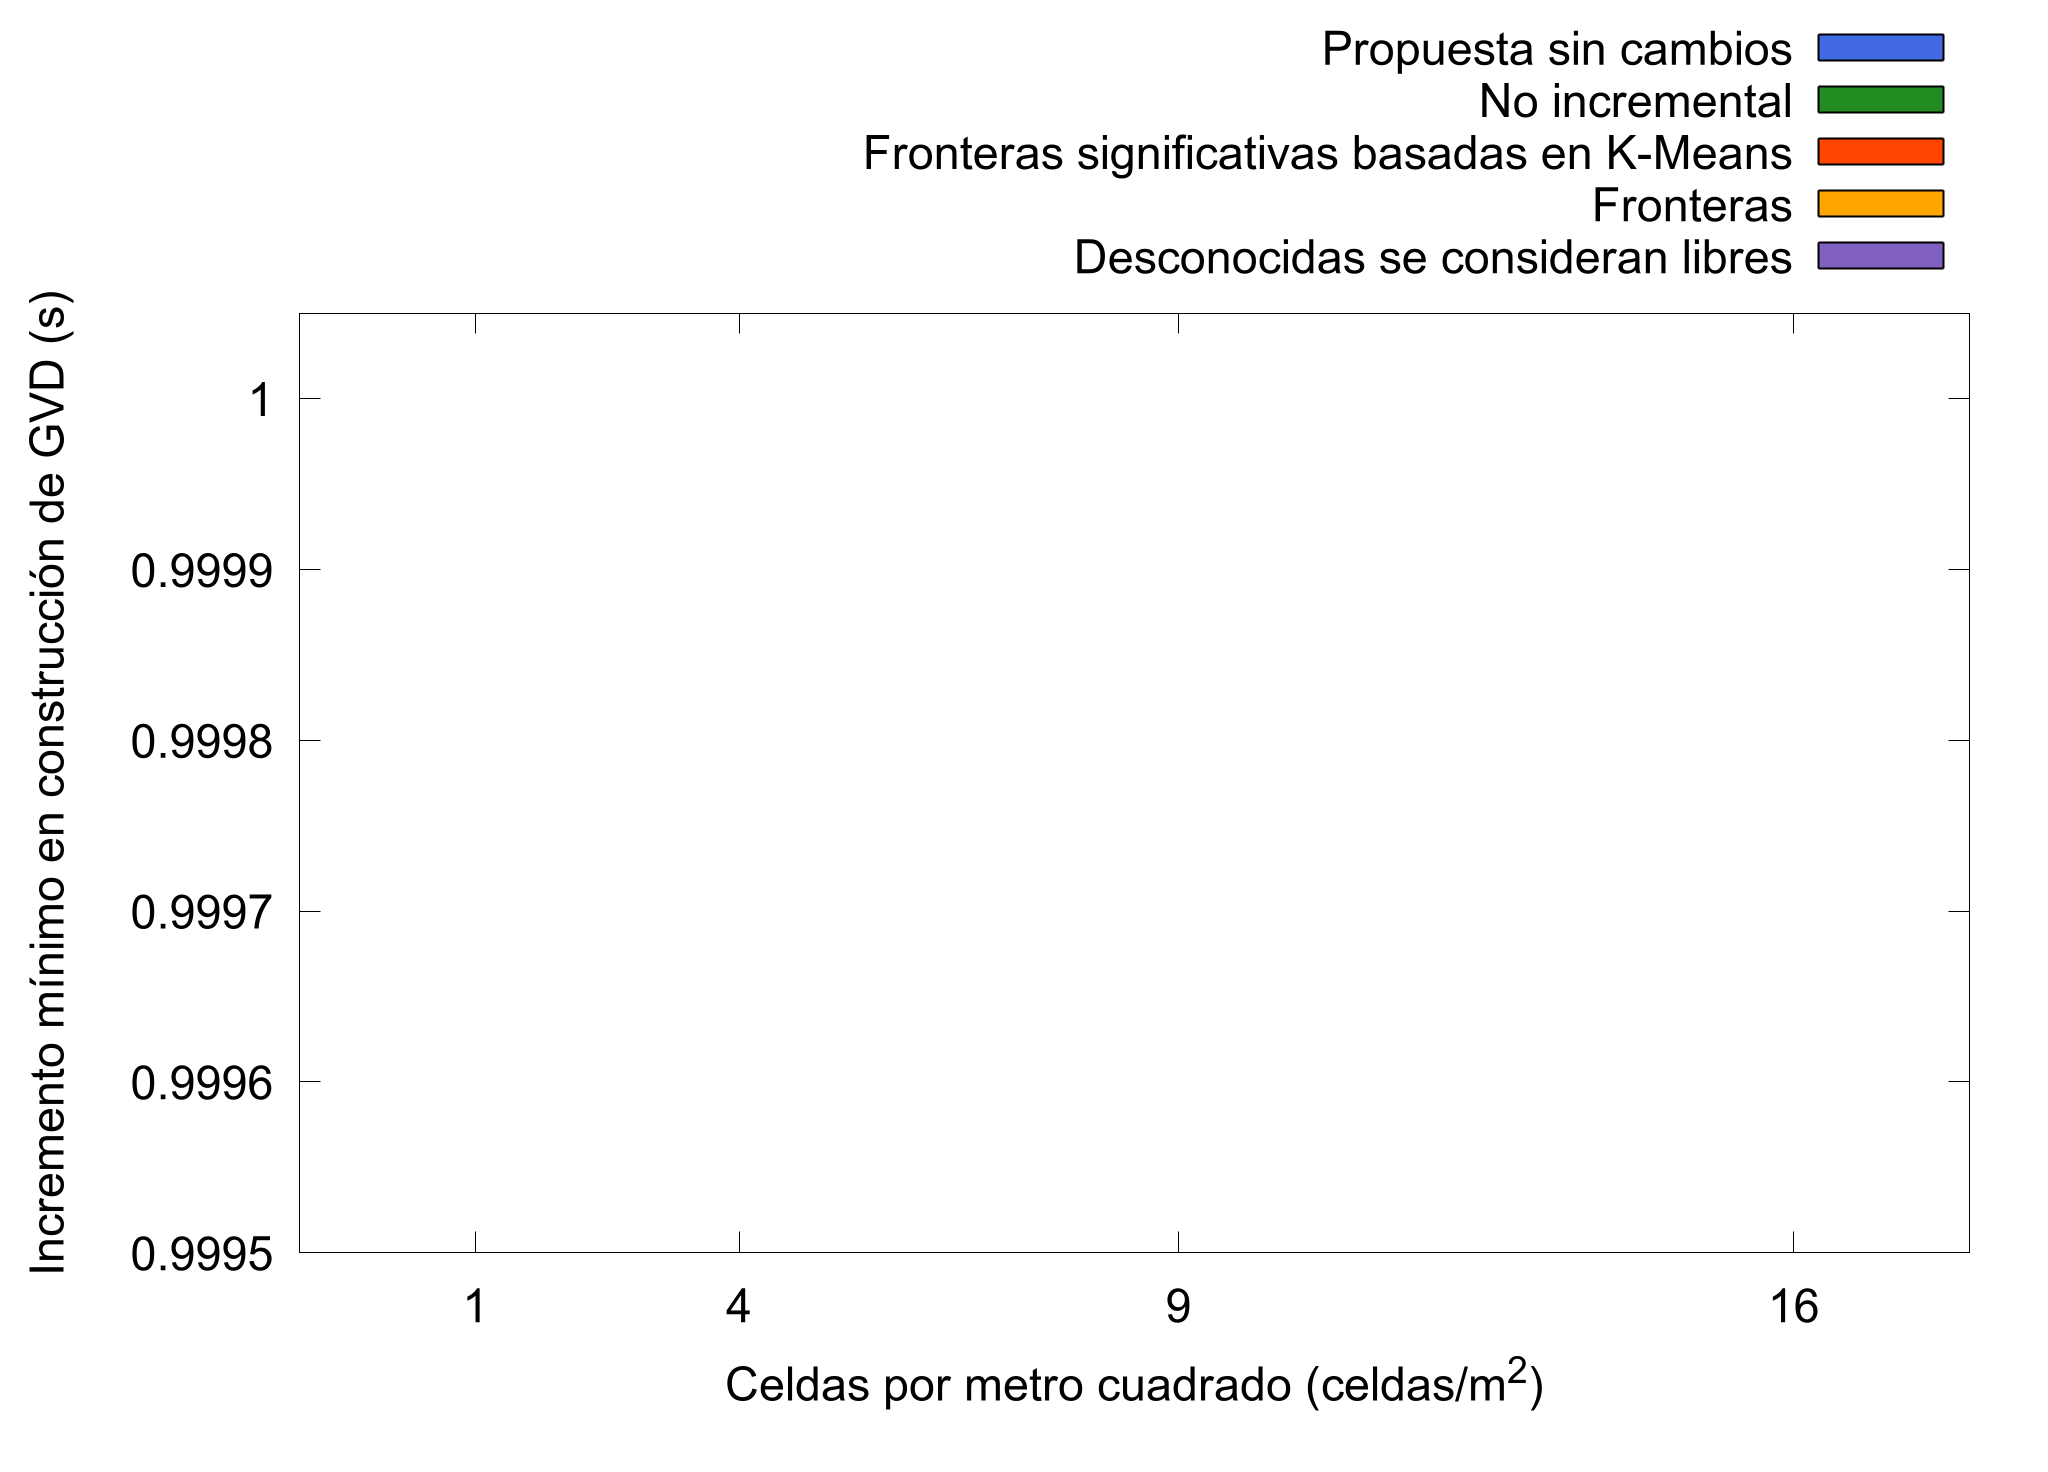 Propuesta sin cambios
No incremental
Fronteras significativas basadas en K-Means
Fronteras
Desconocidas se consideran libres
Incremento mínimo en construcción de GVD (s)
1
0.9999
0.9998
0.9997
0.9996
0.9995
1 4 9 16
Celdas por metro cuadrado (celdas/m²)